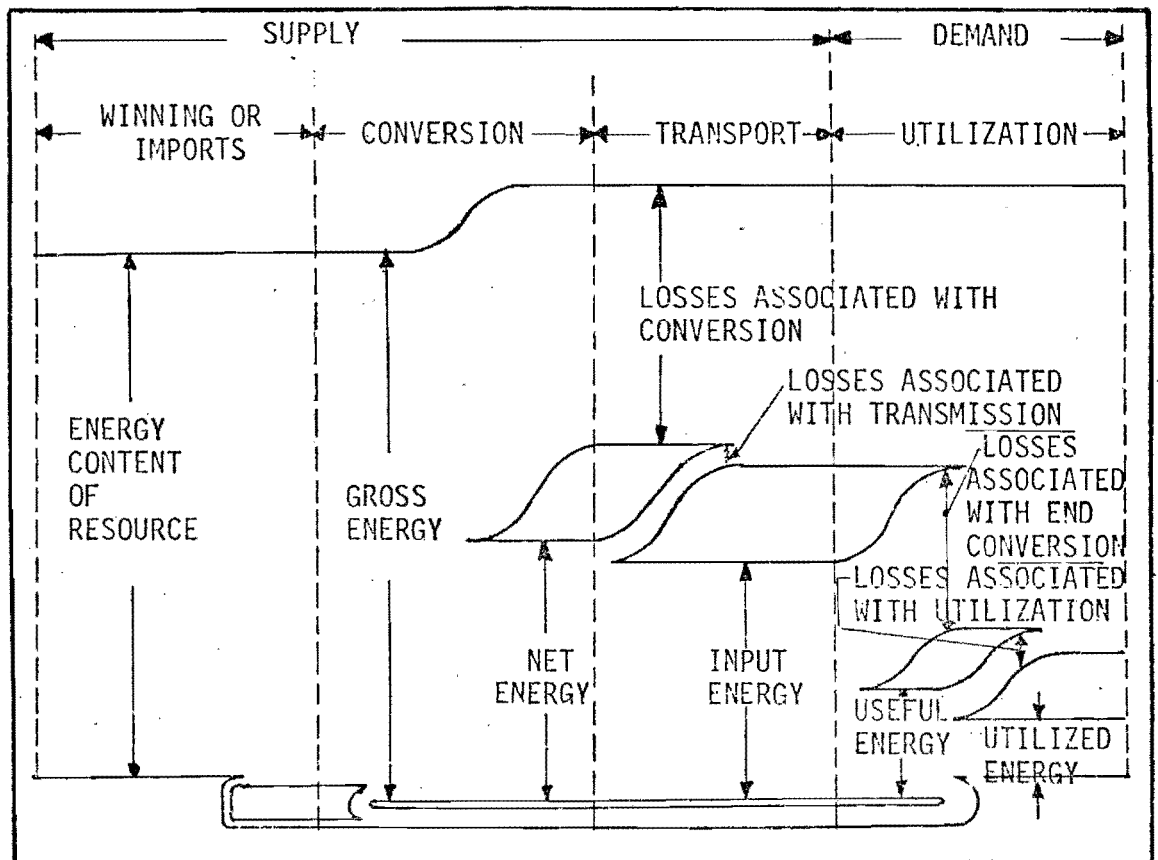 SUPPLY
DEMAND
WINNING OR
IMPORTS
CONVERSION
TRANSPORT
UTILIZATION
LOSSES ASSOCIATED WITH
CONVERSION
LOSSES ASSOCIATED
WITH TRANSMISSION
LOSSES
ASSOCIATED
WITH END
CONVERSION
ENERGY
CONTENT
OF
RESOURCE
GROSS
ENERGY
LOSSES ASSOCIATED
WITH UTILIZATION
NET
ENERGY
INPUT
ENERGY
USEFUL
ENERGY
UTILIZED
ENERGY